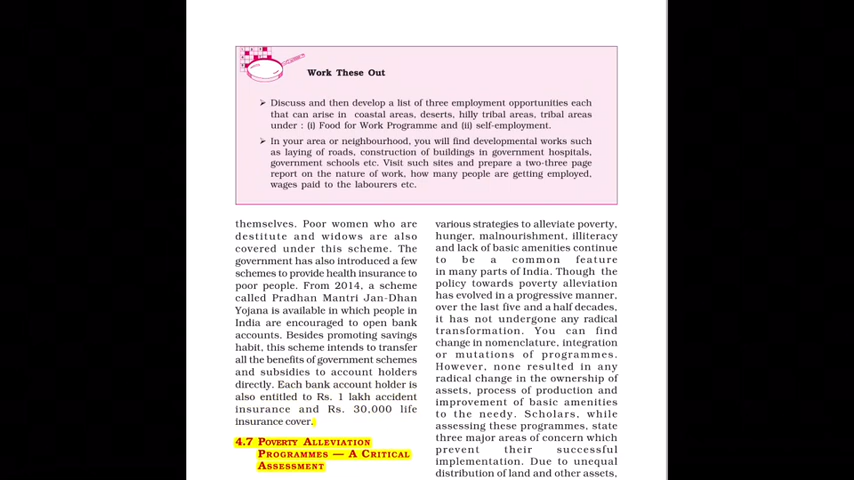 Work These Out
➢ Discuss and then develop a list of three employment opportunities each
that can arise in coastal areas, deserts, hilly tribal areas, tribal areas
under : (i) Food for Work Programme and (ii) self-employment.
➢ In your area or neighbourhood, you will find developmental works such
as laying of roads, construction of buildings in government hospitals,
government schools etc. Visit such sites and prepare a two-three page
report on the nature of work, how many people are getting employed,
wages paid to the labourers etc.
themselves. Poor women who are
destitute and widows are also
covered under this scheme. The
government has also introduced a few
schemes to provide health insurance to
poor people. From 2014, a scheme
called Pradhan Mantri Jan-Dhan
Yojana is available in which people in
India are encouraged to open bank
accounts. Besides promoting savings
habit, this scheme intends to transfer
all the benefits of government schemes
and subsidies to account holders
directly. Each bank account holder is
also entitled to Rs. 1 lakh accident
insurance and Rs. 30,000 life
insurance cover.
4.7 POVERTY ALLEVIATION
PROGRAMMES — A CRITICAL
ASSESSMENT
various strategies to alleviate poverty,
hunger, malnourishment, illiteracy
and lack of basic amenities continue
to be a common feature
in many parts of India. Though the
policy towards poverty alleviation
has evolved in a progressive manner,
over the last five and a half decades,
it has not undergone any radical
transformation. You can find
change in nomenclature, integration
or mutations of programmes.
However, none resulted in any
radical change in the ownership of
assets, process of production and
improvement of basic amenities
to the needy. Scholars, while
assessing these programmes, state
three major areas of concern which
prevent their successful
implementation. Due to unequal
distribution of land and other assets,